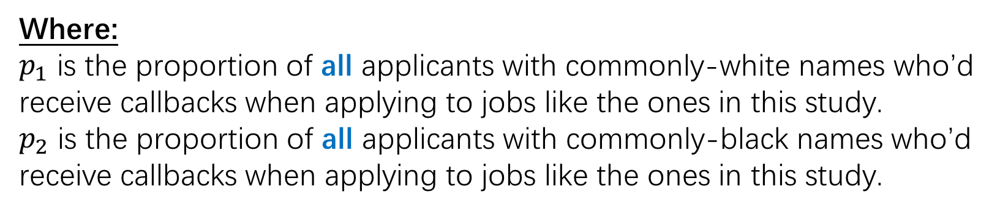 Where:
p₁ is the proportion of all applicants with commonly-white names who’d
receive callbacks when applying to jobs like the ones in this study.
p₂ is the proportion of all applicants with commonly-black names who’d
receive callbacks when applying to jobs like the ones in this study.